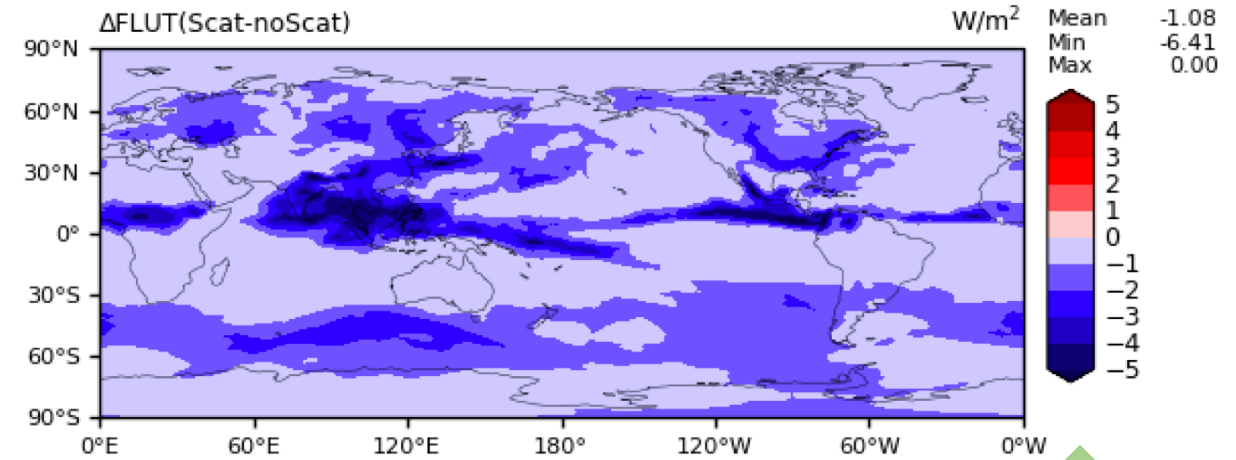 ΔFLUT(Scat-noScat) W/m²
Mean -1.08
Min -6.41
Max 0.00
90°N
60°N
30°N
0°
30°S
60°S
90°S
0°E 60°E 120°E 180° 120°W 60°W 0°W
5
4
3
2
1
0
−1
−2
−3
−4
−5